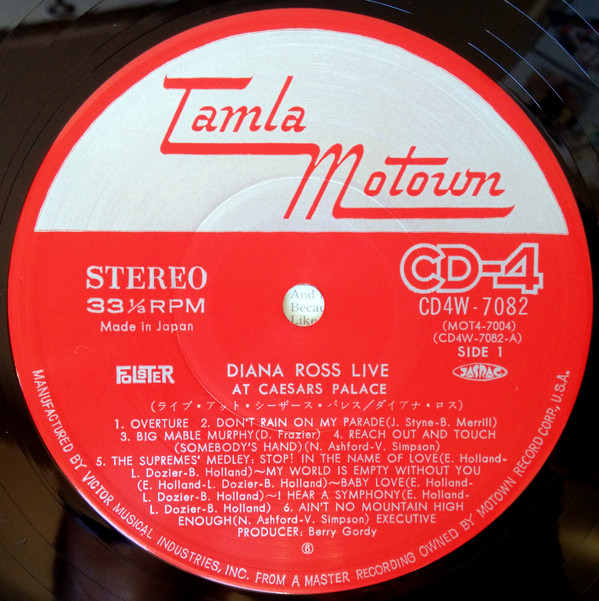 Tamla
Motown
STEREO
33⅓RPM
Made in Japan
CD-4
CD4W-7082
(MOT4-7004)
(CD4W-7082-A)
SIDE 1
JASRAC
FOLSTER
And
Becau
Like
DIANA ROSS LIVE
AT CAESARS PALACE
(ライブ・アット・シーザース・パレス/ダイアナ・ロス)
1. OVERTURE 2. DON'T RAIN ON MY PARADE(J. Styne-B. Merrill)
3. BIG MABLE MURPHY(D. Frazier) 4. REACH OUT AND TOUCH
(SOMEBODY'S HAND)(N. Ashford-V. Simpson)
5. THE SUPREMES' MEDLEY: STOP! IN THE NAME OF LOVE(E. Holland-
L. Dozier-B. Holland)~MY WORLD IS EMPTY WITHOUT YOU
(E. Holland-L. Dozier-B. Holland)~BABY LOVE(E. Holland-
L. Dozier-B. Holland)~I HEAR A SYMPHONY(E. Holland-
L. Dozier-B. Holland) 6. AIN'T NO MOUNTAIN HIGH
ENOUGH(N. Ashford-V. Simpson) EXECUTIVE
PRODUCER: Berry Gordy
MANUFACTURED BY VICTOR MUSICAL INDUSTRIES, INC. FROM A MASTER RECORDING OWNED BY MOTOWN RECORD CORP., U.S.A.